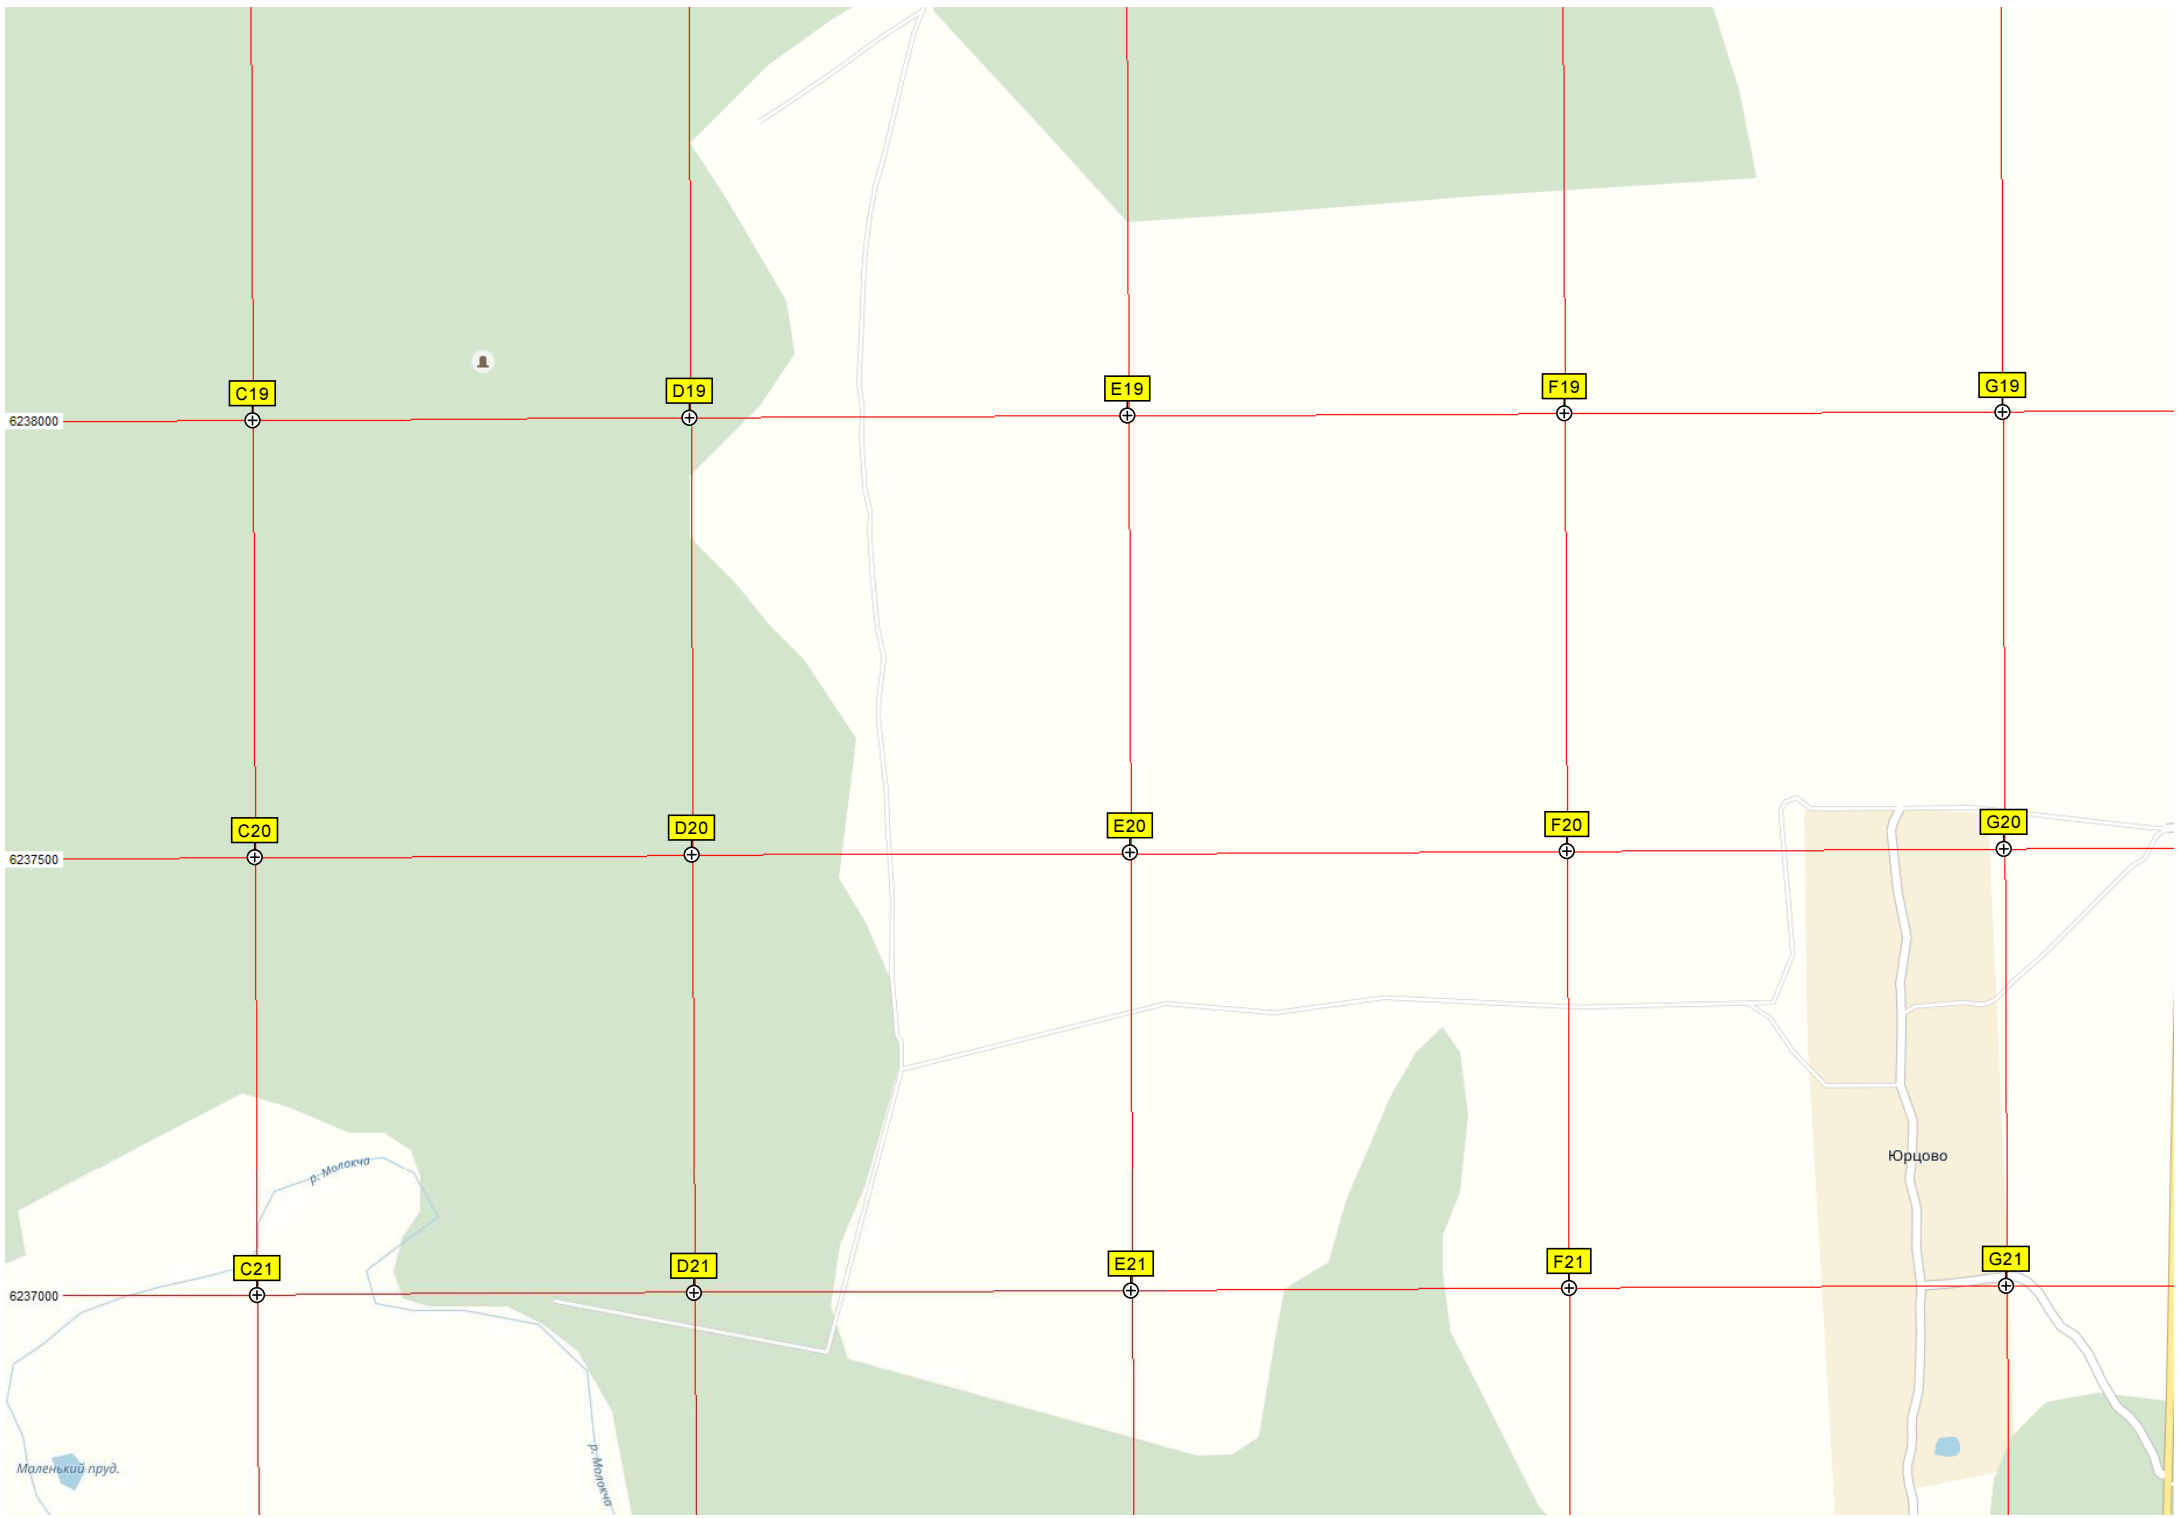 C19
D19
E19
F19
G19
6238000
C20
D20
E20
F20
G20
6237500
Юрцово
р. Молокча
C21
D21
E21
F21
G21
6237000
Маленький пруд.
р. Молокча